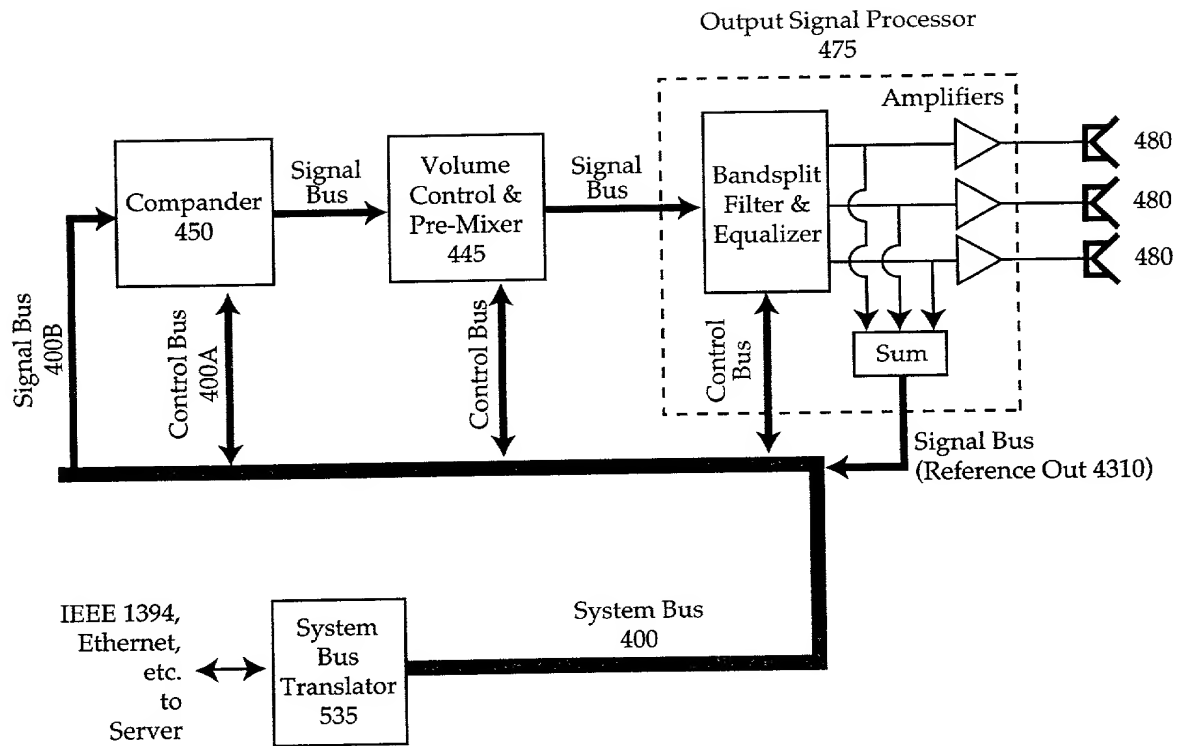 Output Signal Processor
475
Amplifiers
480
480
480
Compander
450
Signal
Bus
Volume
Control &
Pre-Mixer
445
Signal
Bus
Bandsplit
Filter &
Equalizer
Sum
Signal Bus
400B
Control Bus
400A
Control Bus
Control
Bus
Signal Bus
(Reference Out 4310)
IEEE 1394,
Ethernet,
etc.
to
Server
System
Bus
Translator
535
System Bus
400